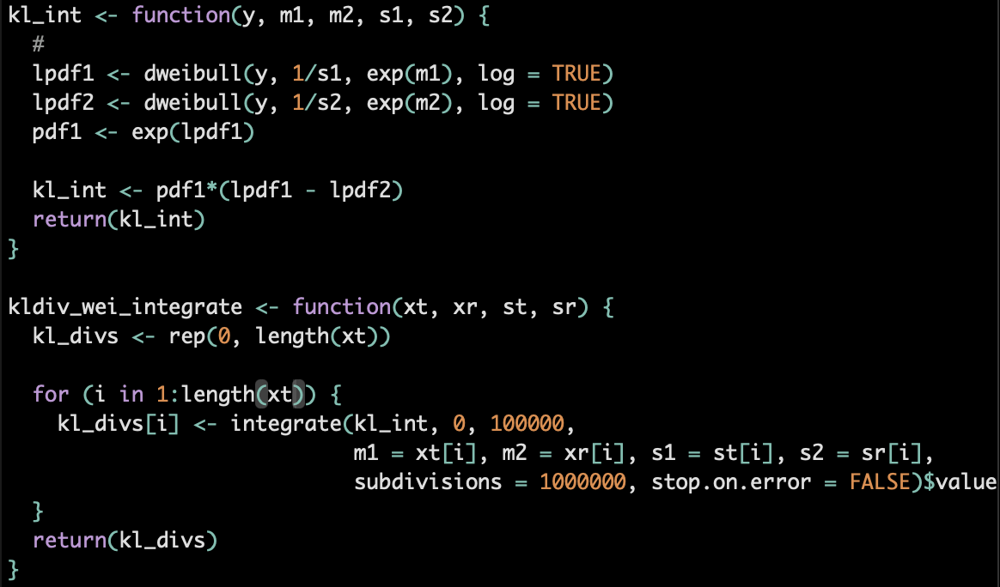 kl_int <- function(y, m1, m2, s1, s2) {
  #
  lpdf1 <- dweibull(y, 1/s1, exp(m1), log = TRUE)
  lpdf2 <- dweibull(y, 1/s2, exp(m2), log = TRUE)
  pdf1 <- exp(lpdf1)

  kl_int <- pdf1*(lpdf1 - lpdf2)
  return(kl_int)
}

kldiv_wei_integrate <- function(xt, xr, st, sr) {
  kl_divs <- rep(0, length(xt))

  for (i in 1:length(xt)) {
    kl_divs[i] <- integrate(kl_int, 0, 100000,
                            m1 = xt[i], m2 = xr[i], s1 = st[i], s2 = sr[i],
                            subdivisions = 1000000, stop.on.error = FALSE)$value
  }
  return(kl_divs)
}